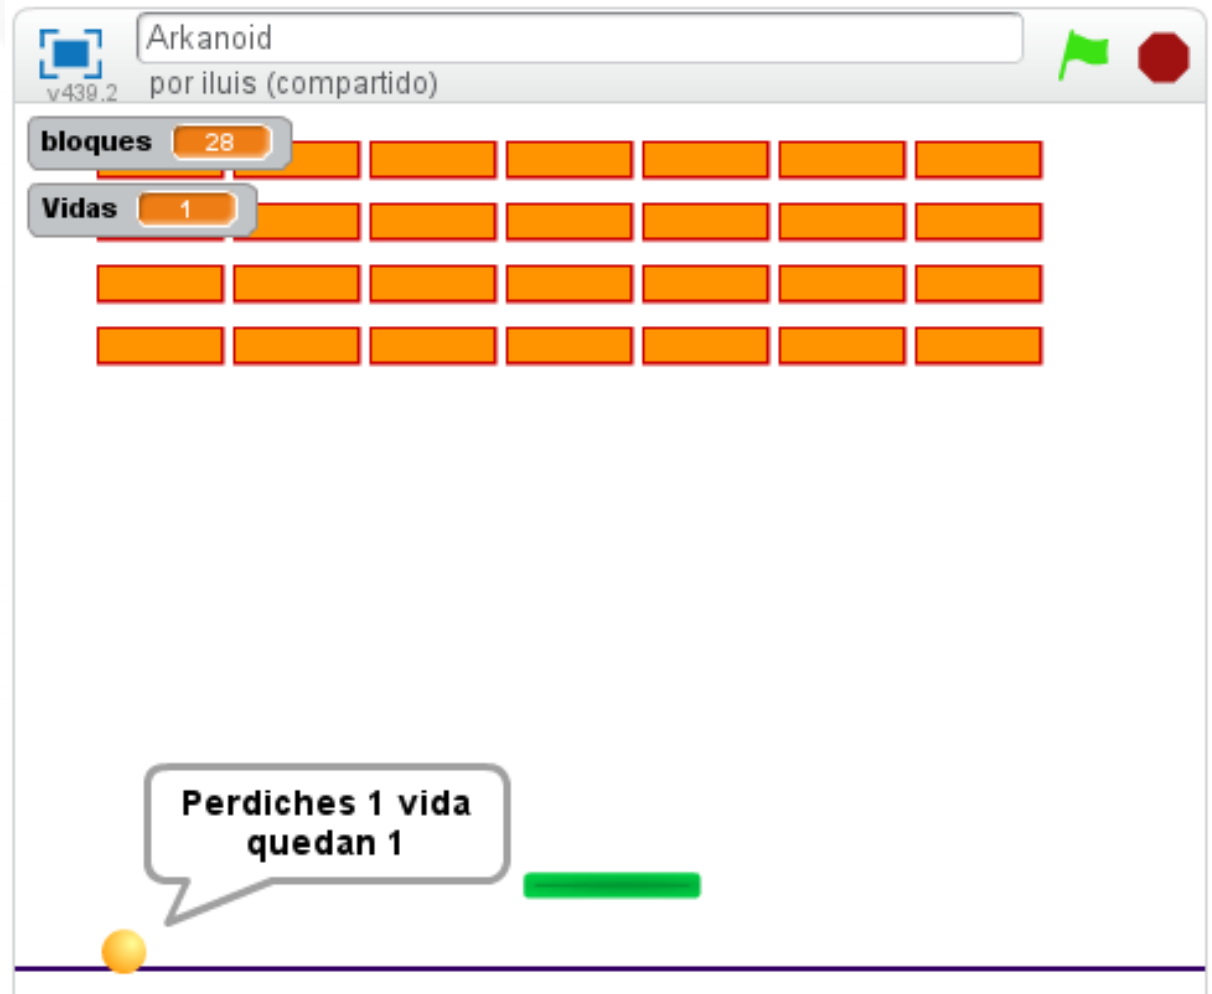 Arkanoid
por iluis (compartido)
v439.2
bloques 28
Vidas 1
Perdiches 1 vida
quedan 1